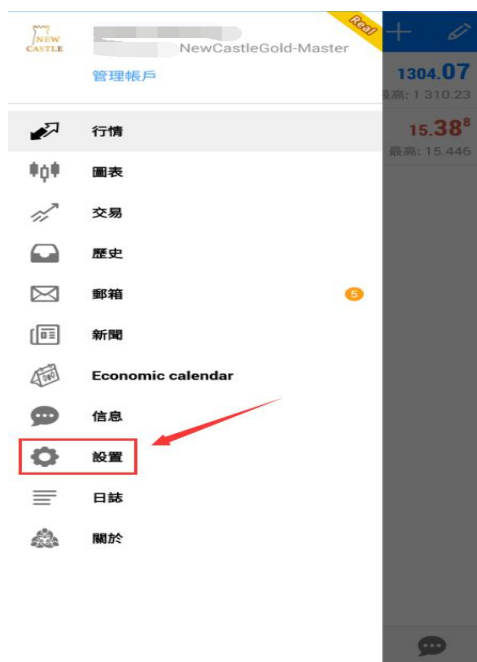 NEW
CASTLE
NewCastleGold-Master
Real
管理帳戶
1304.07
最高: 1 310.23
15.38⁸
最高: 15.446
行情
圖表
交易
歷史
郵箱
5
新聞
Economic calendar
信息
設置
日誌
關於